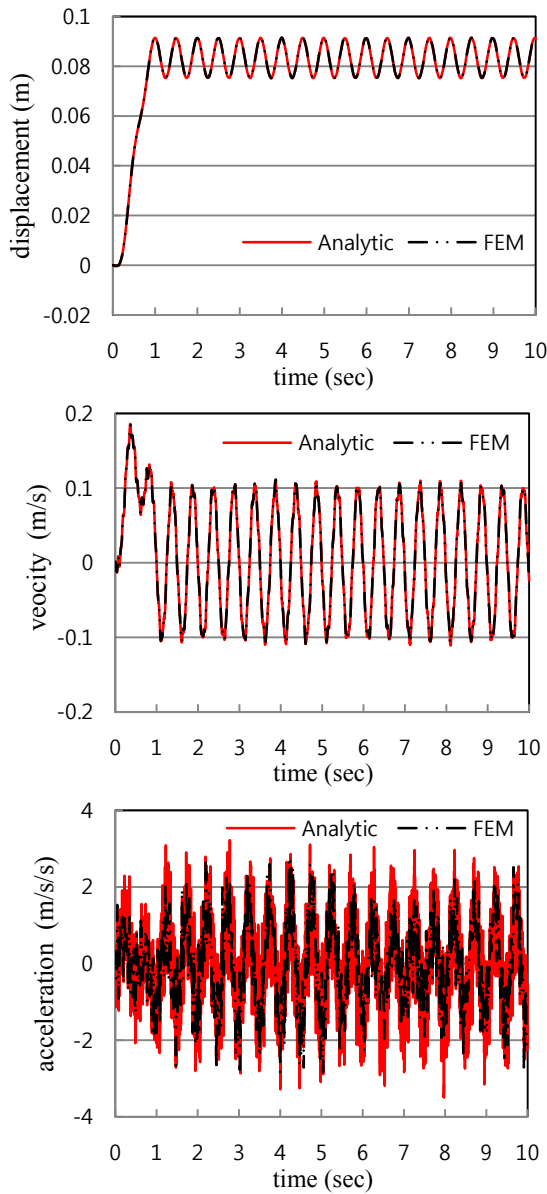 0.1
0.08
0.06
0.04
0.02
0
-0.02
displacement (m)
Analytic FEM
0 1 2 3 4 5 6 7 8 9 10
time (sec)
0.2
0.1
0
-0.1
-0.2
veocity (m/s)
Analytic FEM
0 1 2 3 4 5 6 7 8 9 10
time (sec)
4
2
0
-2
-4
acceleration (m/s/s)
Analytic FEM
0 1 2 3 4 5 6 7 8 9 10
time (sec)